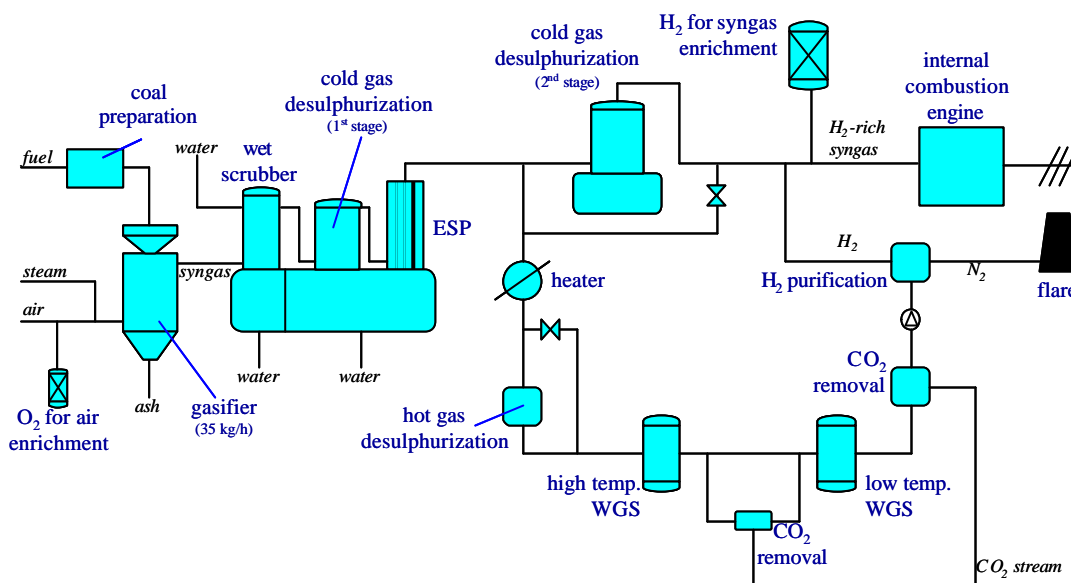 H2 for syngas
enrichment
cold gas
desulphurization
(2nd stage)
internal
combustion
engine
cold gas
desulphurization
(1st stage)
coal
preparation
H2-rich
syngas
fuel
water
wet
scrubber
ESP
syngas
steam
air
heater
H2
H2 purification
N2
flare
water
water
ash
O2 for air
enrichment
gasifier
(35 kg/h)
CO2
removal
hot gas
desulphurization
high temp.
WGS
low temp.
WGS
CO2
removal
CO2 stream